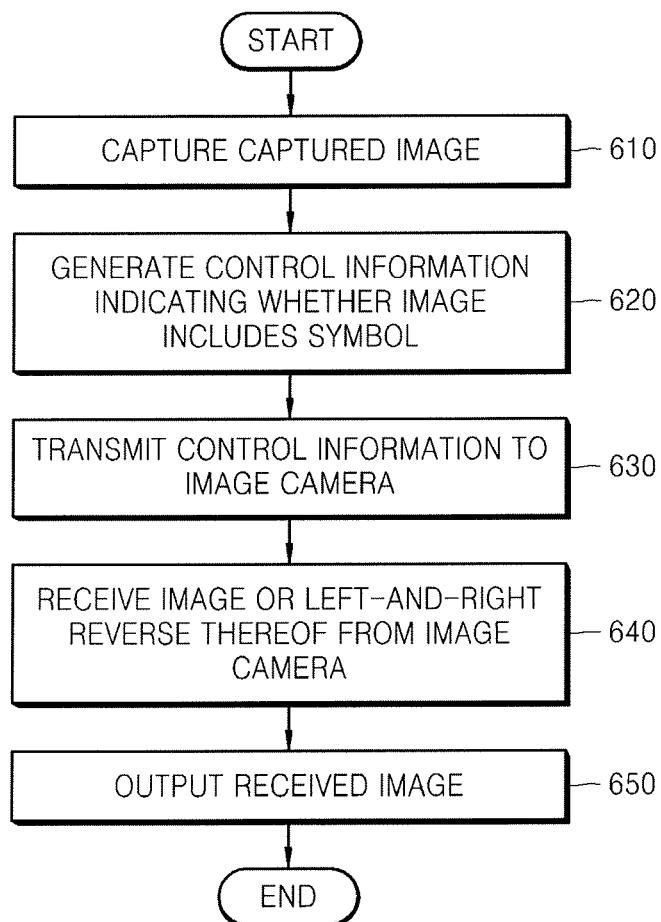 START
CAPTURE CAPTURED IMAGE
610
GENERATE CONTROL INFORMATION
INDICATING WHETHER IMAGE
INCLUDES SYMBOL
620
TRANSMIT CONTROL INFORMATION TO
IMAGE CAMERA
630
RECEIVE IMAGE OR LEFT-AND-RIGHT
REVERSE THEREOF FROM IMAGE
CAMERA
640
OUTPUT RECEIVED IMAGE
650
END